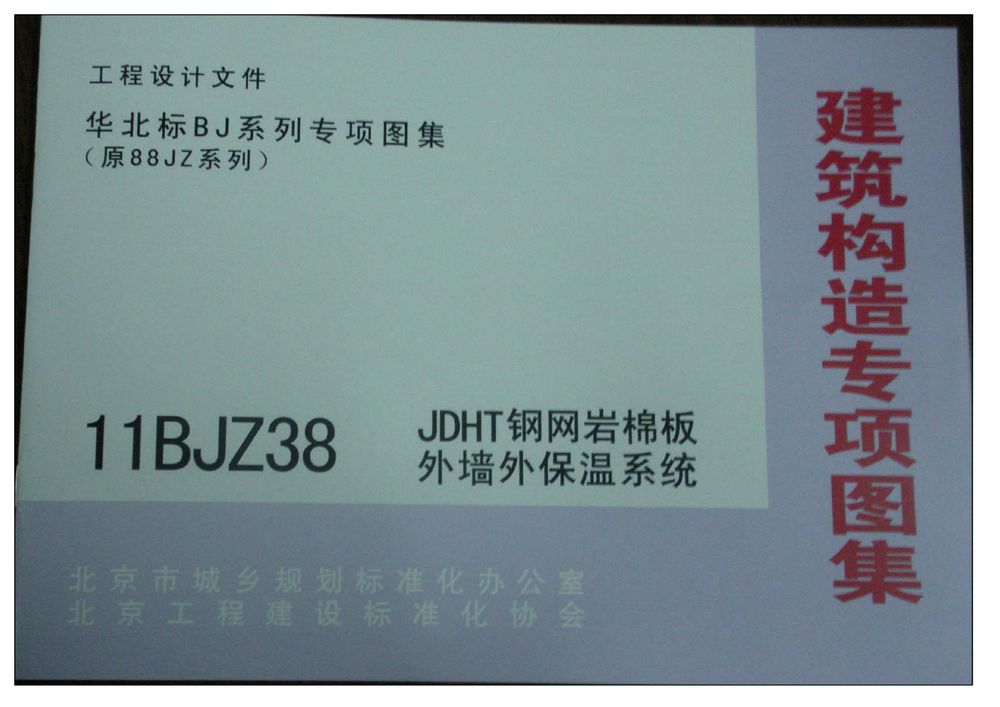 工程设计文件
华北标BJ系列专项图集
（原88JZ系列）
建筑构造专项图集
11BJZ38
JDHT钢网岩棉板
外墙外保温系统
北京市城乡规划标准化办公室
北京工程建设标准化协会